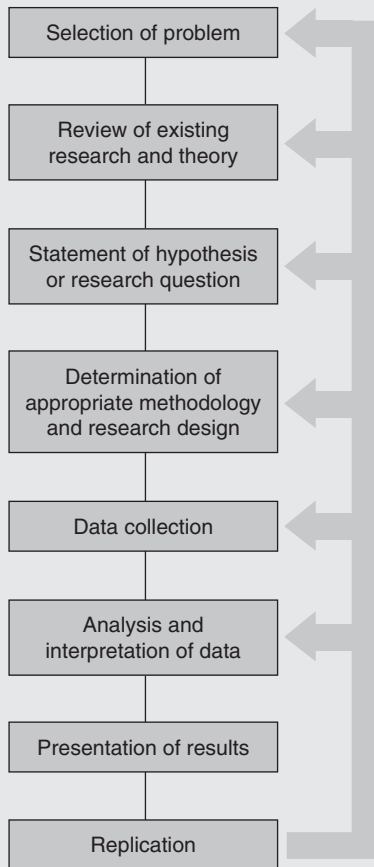 Selection of problem
Review of existing
research and theory
Statement of hypothesis
or research question
Determination of
appropriate methodology
and research design
Data collection
Analysis and
interpretation of data
Presentation of results
Replication